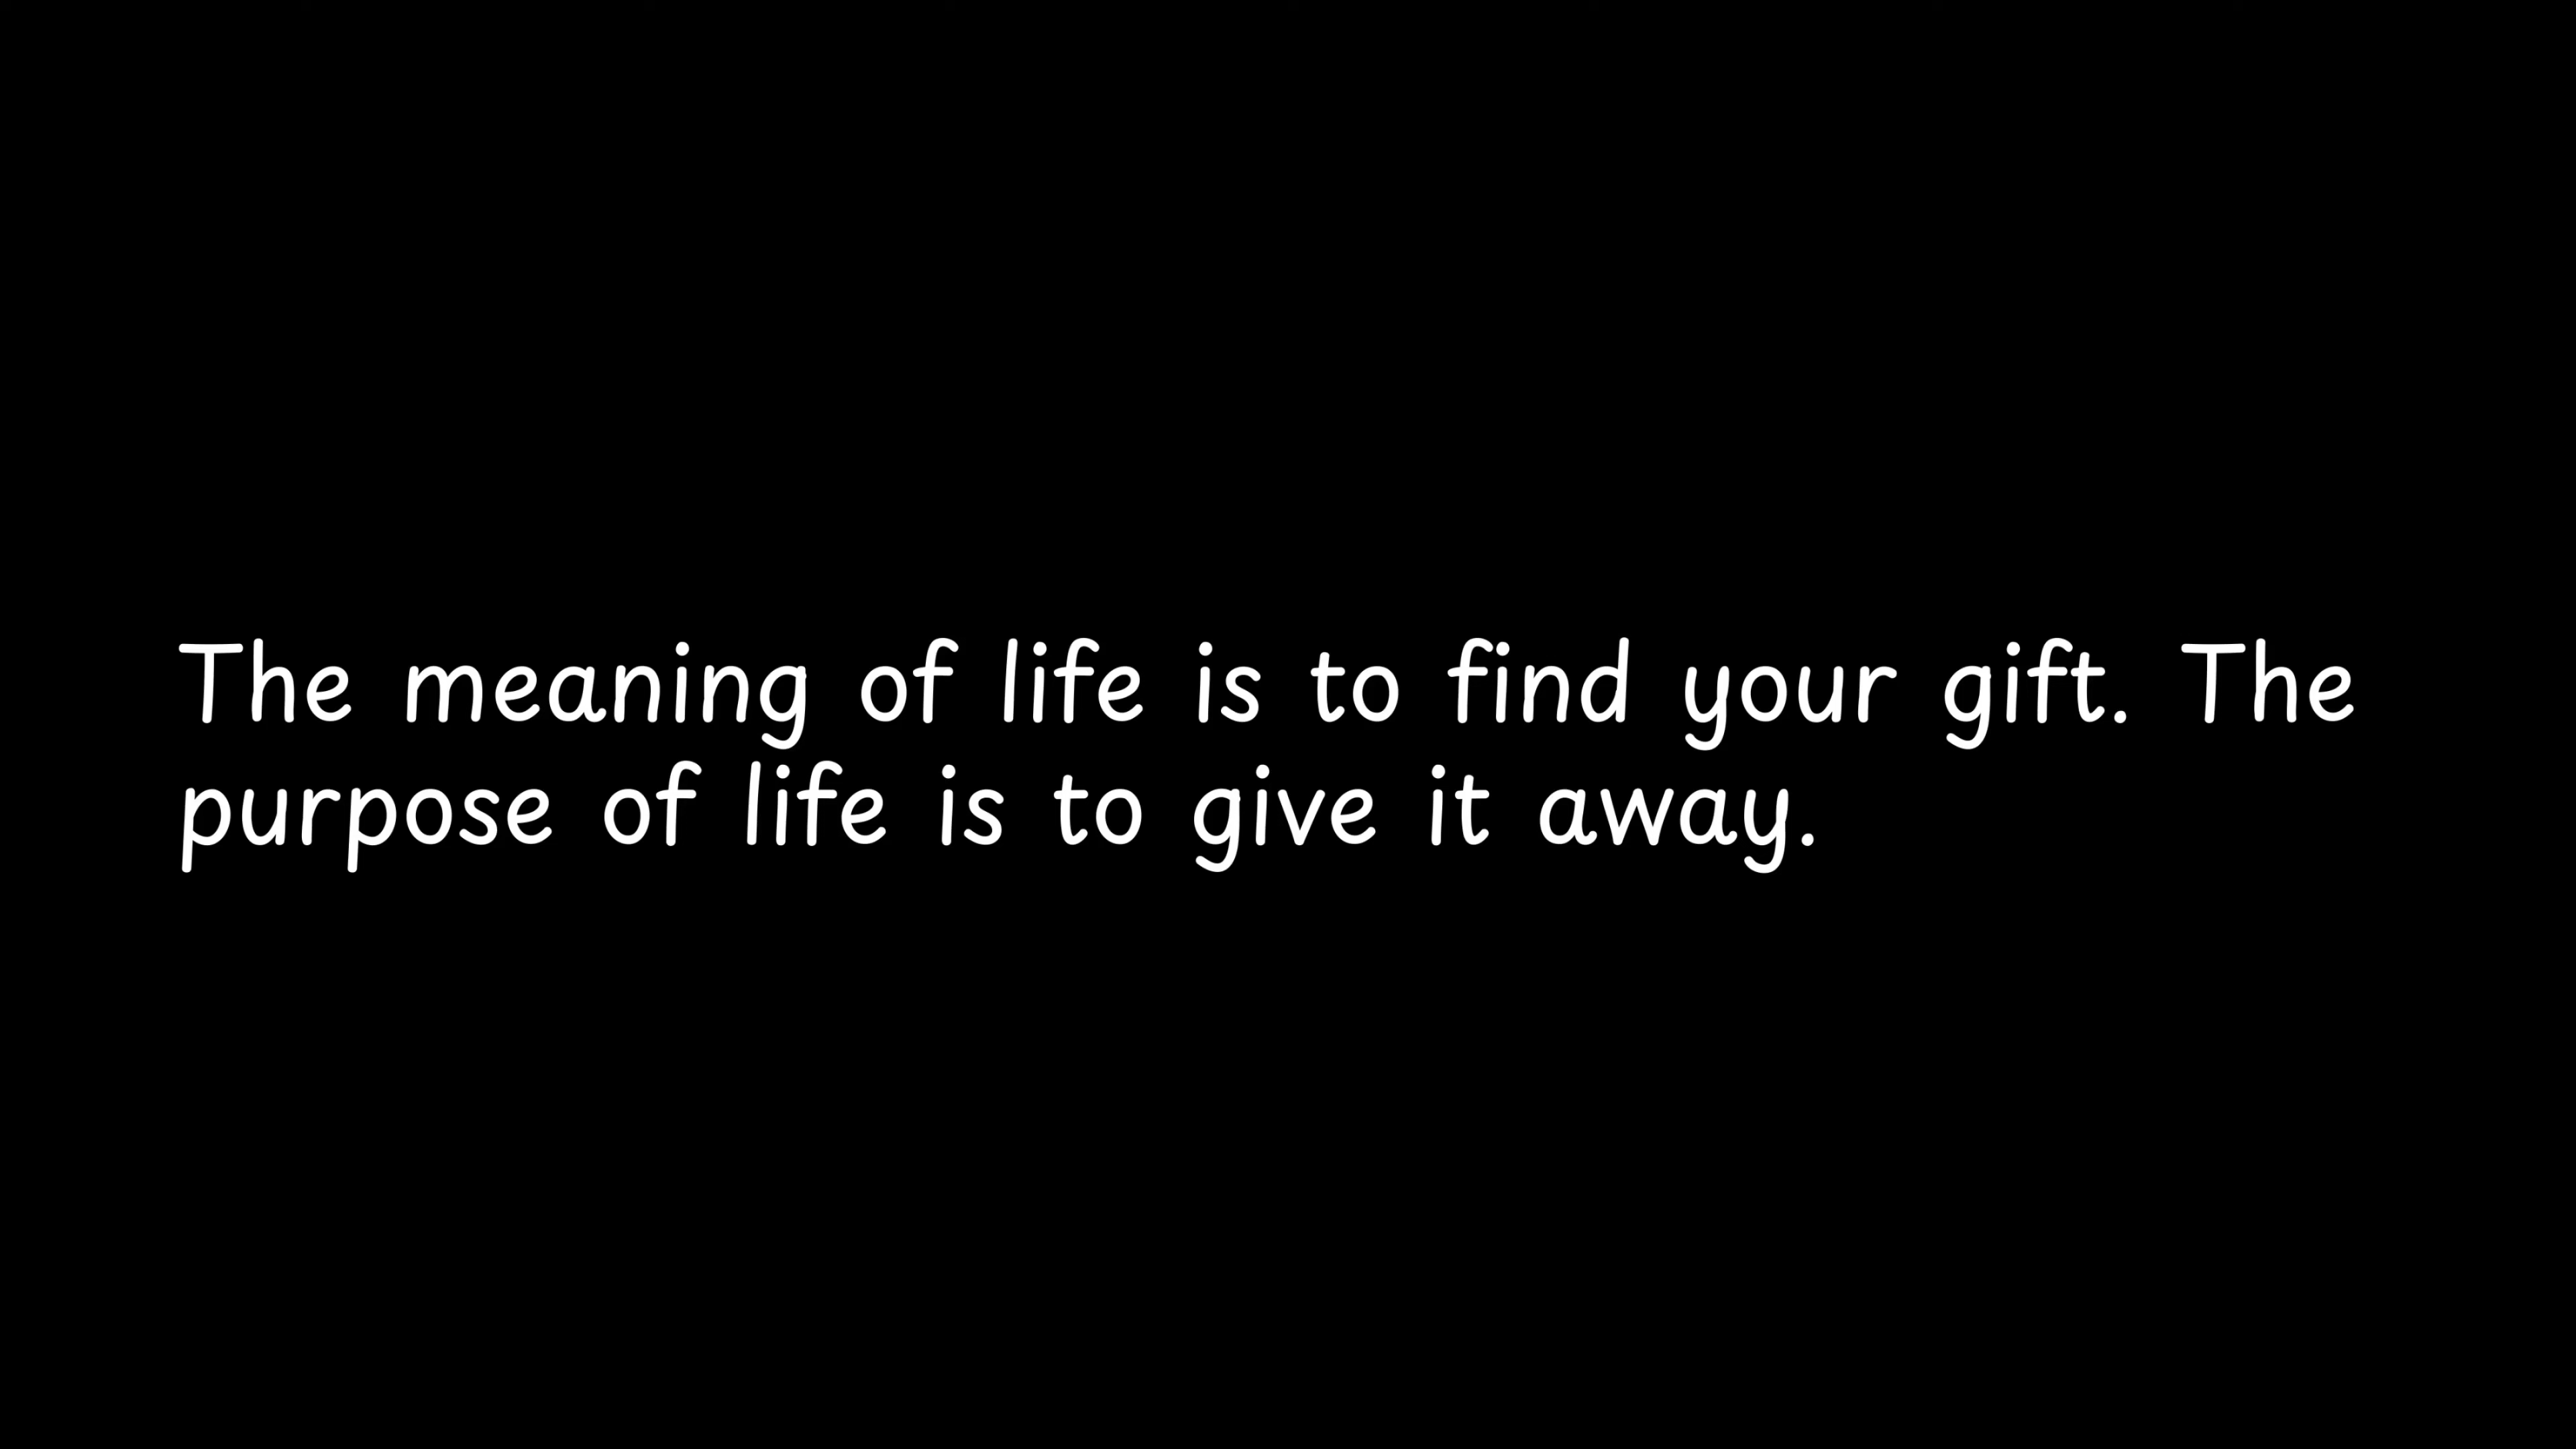 The meaning of life is to find your gift. The
purpose of life is to give it away.